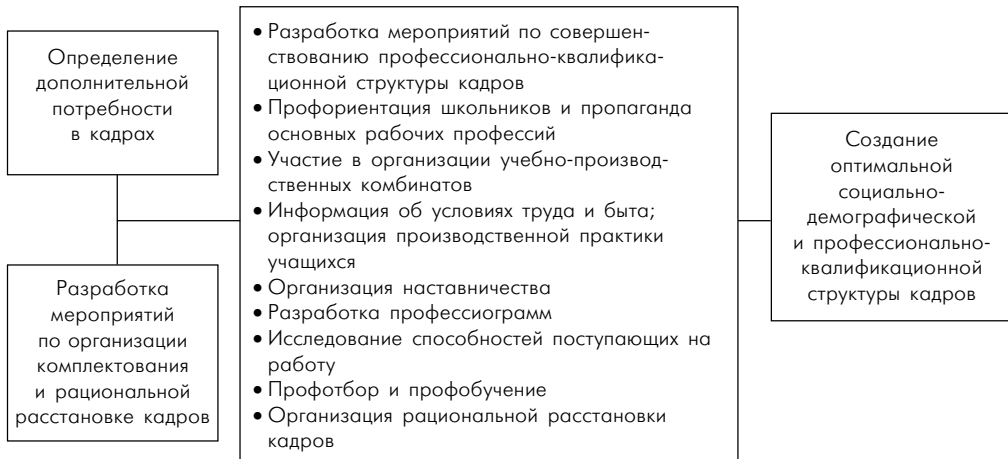 Определение
дополнительной
потребности
в кадрах
Разработка
мероприятий
по организации
комплектования
и рациональной
расстановке кадров
• Разработка мероприятий по совершен-
ствованию профессионально-квалифика-
ционной структуры кадров
• Профориентация школьников и пропаганда
основных рабочих профессий
• Участие в организации учебно-производ-
ственных комбинатов
• Информация об условиях труда и быта;
организация производственной практики
учащихся
• Организация наставничества
• Разработка профессиограмм
• Исследование способностей поступающих на
работу
• Профотбор и профобучение
• Организация рациональной расстановки
кадров
Создание
оптимальной
социально-
демографической
и профессионально-
квалификационной
структуры кадров